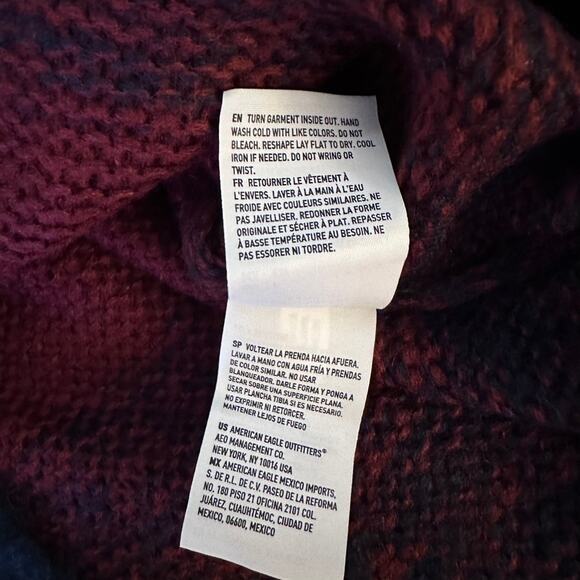 EN TURN GARMENT INSIDE OUT. HAND
WASH COLD WITH LIKE COLORS. DO NOT
BLEACH. RESHAPE LAY FLAT TO DRY. COOL
IRON IF NEEDED. DO NOT WRING OR
TWIST.
FR RETOURNER LE VÊTEMENT À
L'ENVERS. LAVER À LA MAIN À L'EAU
FROIDE AVEC COULEURS SIMILAIRES. NE
PAS JAVELLISER. REDONNER LA FORME
ORIGINALE ET SÉCHER À PLAT. REPASSER
À BASSE TEMPÉRATURE AU BESOIN. NE
PAS ESSORER NI TORDRE.
SP VOLTEAR LA PRENDA HACIA AFUERA.
LAVAR A MANO CON AGUA FRÍA Y PRENDAS
DE COLOR SIMILAR. NO USAR
BLANQUEADOR. DARLE FORMA Y PONGA A
SECAR SOBRE UNA SUPERFICIE PLANA.
USAR PLANCHA TIBIA SI ES NECESARIO.
NO EXPRIMIR NI RETORCER.
MANTENER LEJOS DE FUEGO
US AMERICAN EAGLE OUTFITTERS®
AEO MANAGEMENT CO.
NEW YORK, NY 10016 USA
MX AMERICAN EAGLE MEXICO IMPORTS,
S. DE R.L. DE C.V. PASEO DE LA REFORMA
NO. 180 PISO 21 OFICINA 2101 COL.
JUÁREZ, CUAUHTÉMOC, CIUDAD DE
MEXICO, 06600, MEXICO